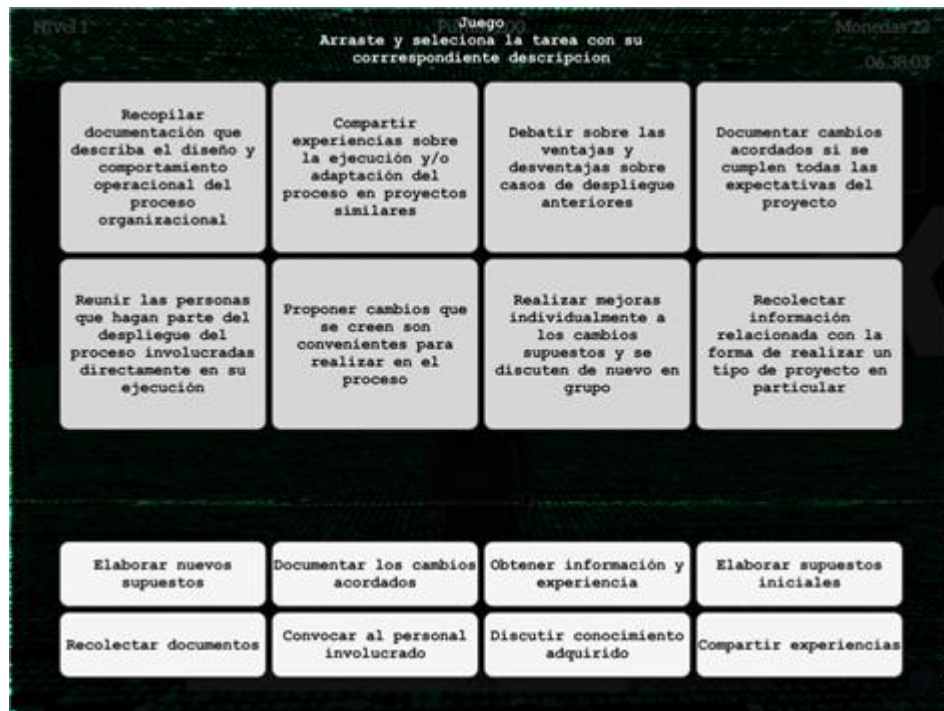 Nivel 1
Juego
Monedas 22
Arraste y seleciona la tarea con su
corrrespondiente descripcion
06:38:03
Recopilar
documentación que
describa el diseño y
comportamiento
operacional del
proceso
organizacional
Compartir
experiencias sobre
la ejecución y/o
adaptación del
proceso en proyectos
similares
Debatir sobre las
ventajas y
desventajas sobre
casos de despliegue
anteriores
Documentar cambios
acordados si se
cumplen todas las
expectativas del
proyecto
Reunir las personas
que hagan parte del
despliegue del
proceso involucradas
directamente en su
ejecución
Proponer cambios que
se creen son
convenientes para
realizar en el
proceso
Realizar mejoras
individualmente a
los cambios
supuestos y se
discuten de nuevo en
grupo
Recolectar
información
relacionada con la
forma de realizar un
tipo de proyecto en
particular
Elaborar nuevos
supuestos
Documentar los cambios
acordados
Obtener información y
experiencia
Elaborar supuestos
iniciales
Recolectar documentos
Convocar al personal
involucrado
Discutir conocimiento
adquirido
Compartir experiencias